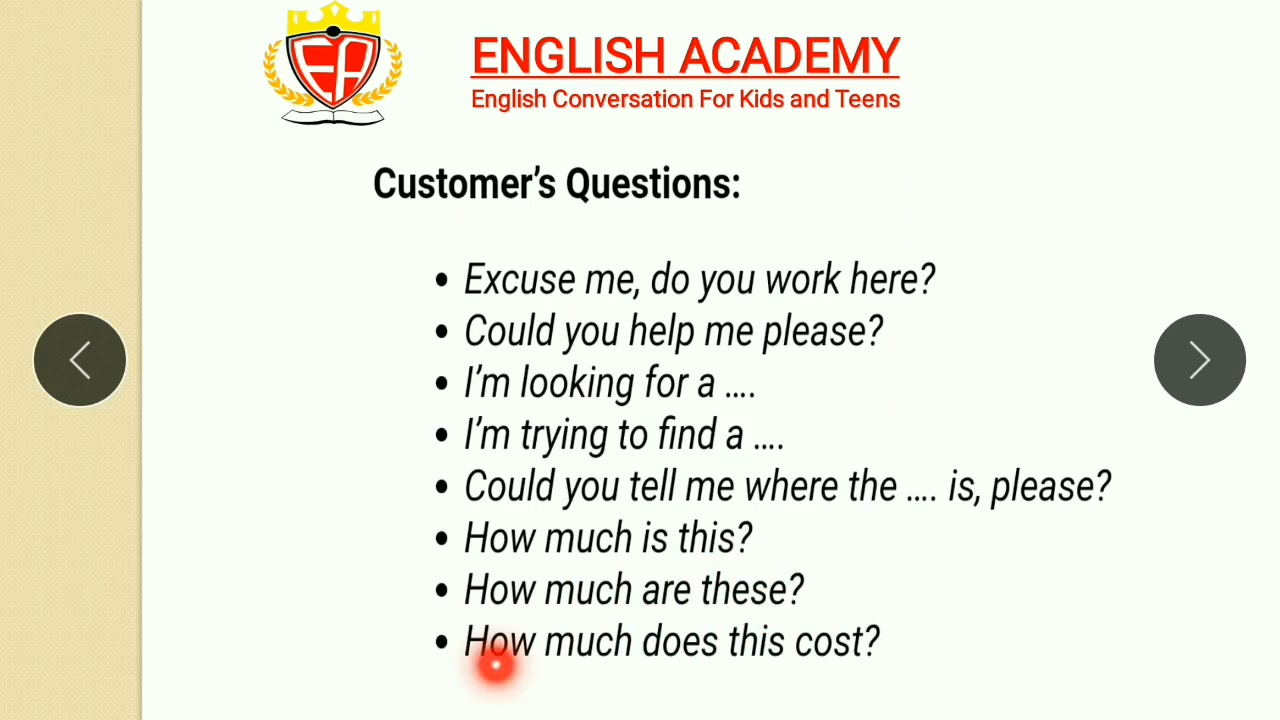 EA
ENGLISH ACADEMY
English Conversation For Kids and Teens
Customer’s Questions:
• Excuse me, do you work here?
• Could you help me please?
• I’m looking for a ....
• I’m trying to find a ....
• Could you tell me where the .... is, please?
• How much is this?
• How much are these?
• How much does this cost?